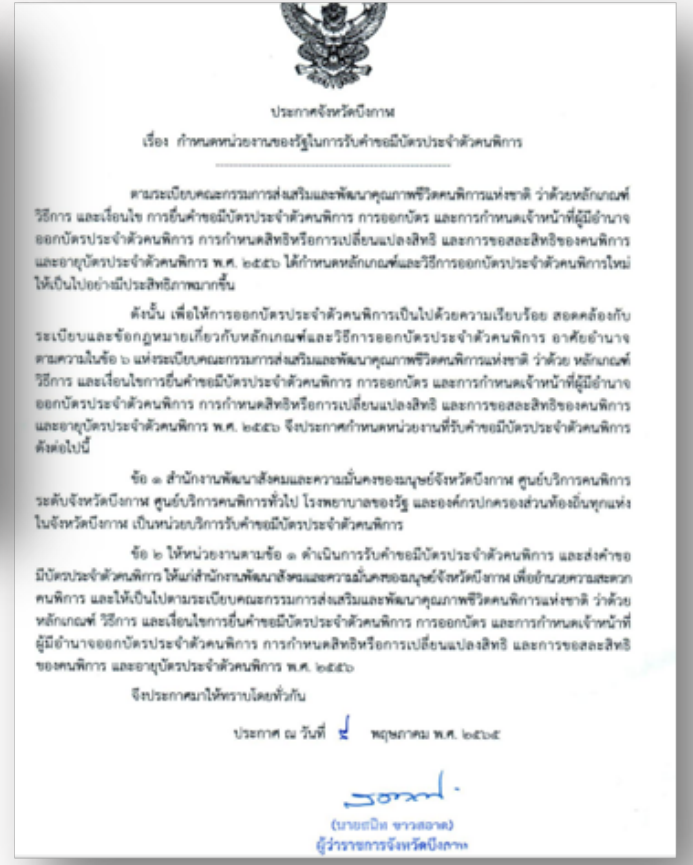 ประกาศจังหวัดบึงกาฬ
เรื่อง กำหนดหน่วยงานของรัฐในการรับคำขอมีบัตรประจำตัวคนพิการ
ตามระเบียบคณะกรรมการส่งเสริมและพัฒนาคุณภาพชีวิตคนพิการแห่งชาติ ว่าด้วยหลักเกณฑ์
วิธีการ และเงื่อนไข การยื่นคำขอมีบัตรประจำตัวคนพิการ การออกบัตร และการกำหนดเจ้าหน้าที่ผู้มีอำนาจ
ออกบัตรประจำตัวคนพิการ การกำหนดสิทธิหรือการเปลี่ยนแปลงสิทธิ และการขอสละสิทธิของคนพิการ
และอายุบัตรประจำตัวคนพิการ พ.ศ. ๒๕๕๖ ได้กำหนดหลักเกณฑ์และวิธีการออกบัตรประจำตัวคนพิการใหม่
ให้เป็นไปอย่างมีประสิทธิภาพมากขึ้น
ดังนั้น เพื่อให้การออกบัตรประจำตัวคนพิการเป็นไปด้วยความเรียบร้อย สอดคล้องกับ
ระเบียบและข้อกฎหมายเกี่ยวกับหลักเกณฑ์และวิธีการออกบัตรประจำตัวคนพิการ อาศัยอำนาจ
ตามความในข้อ ๖ แห่งระเบียบคณะกรรมการส่งเสริมและพัฒนาคุณภาพชีวิตคนพิการแห่งชาติ ว่าด้วย หลักเกณฑ์
วิธีการ และเงื่อนไขการยื่นคำขอมีบัตรประจำตัวคนพิการ การออกบัตร และการกำหนดเจ้าหน้าที่ผู้มีอำนาจ
ออกบัตรประจำตัวคนพิการ การกำหนดสิทธิหรือการเปลี่ยนแปลงสิทธิ และการขอสละสิทธิของคนพิการ
และอายุบัตรประจำตัวคนพิการ พ.ศ. ๒๕๕๖ จึงประกาศกำหนดหน่วยงานที่รับคำขอมีบัตรประจำตัวคนพิการ
ดังต่อไปนี้
ข้อ ๑ สำนักงานพัฒนาสังคมและความมั่นคงของมนุษย์จังหวัดบึงกาฬ ศูนย์บริการคนพิการ
ระดับจังหวัดบึงกาฬ ศูนย์บริการคนพิการทั่วไป โรงพยาบาลของรัฐ และองค์กรปกครองส่วนท้องถิ่นทุกแห่ง
ในจังหวัดบึงกาฬ เป็นหน่วยบริการรับคำขอมีบัตรประจำตัวคนพิการ
ข้อ ๒ ให้หน่วยงานตามข้อ ๑ ดำเนินการรับคำขอมีบัตรประจำตัวคนพิการ และส่งคำขอ
มีบัตรประจำตัวคนพิการ ให้แก่สำนักงานพัฒนาสังคมและความมั่นคงของมนุษย์จังหวัดบึงกาฬ เพื่ออำนวยความสะดวก
คนพิการ และให้เป็นไปตามระเบียบคณะกรรมการส่งเสริมและพัฒนาคุณภาพชีวิตคนพิการแห่งชาติ ว่าด้วย
หลักเกณฑ์ วิธีการ และเงื่อนไขการยื่นคำขอมีบัตรประจำตัวคนพิการ การออกบัตร และการกำหนดเจ้าหน้าที่
ผู้มีอำนาจออกบัตรประจำตัวคนพิการ การกำหนดสิทธิหรือการเปลี่ยนแปลงสิทธิ และการขอสละสิทธิ
ของคนพิการ และอายุบัตรประจำตัวคนพิการ พ.ศ. ๒๕๕๖
จึงประกาศมาให้ทราบโดยทั่วกัน
ประกาศ ณ วันที่ พฤษภาคม พ.ศ. ๒๕๖๕
(นายสนิท ขาวสอาด)
ผู้ว่าราชการจังหวัดบึงกาฬ